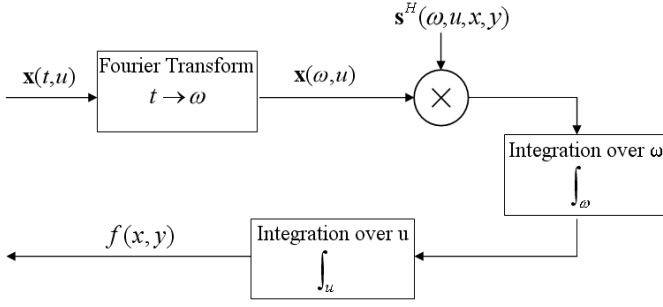 s^H(ω,u,x,y)
x(t,u)
Fourier Transform
t → ω
x(ω,u)
×
Integration over ω
∫_ω
f(x, y)
Integration over u
∫_u